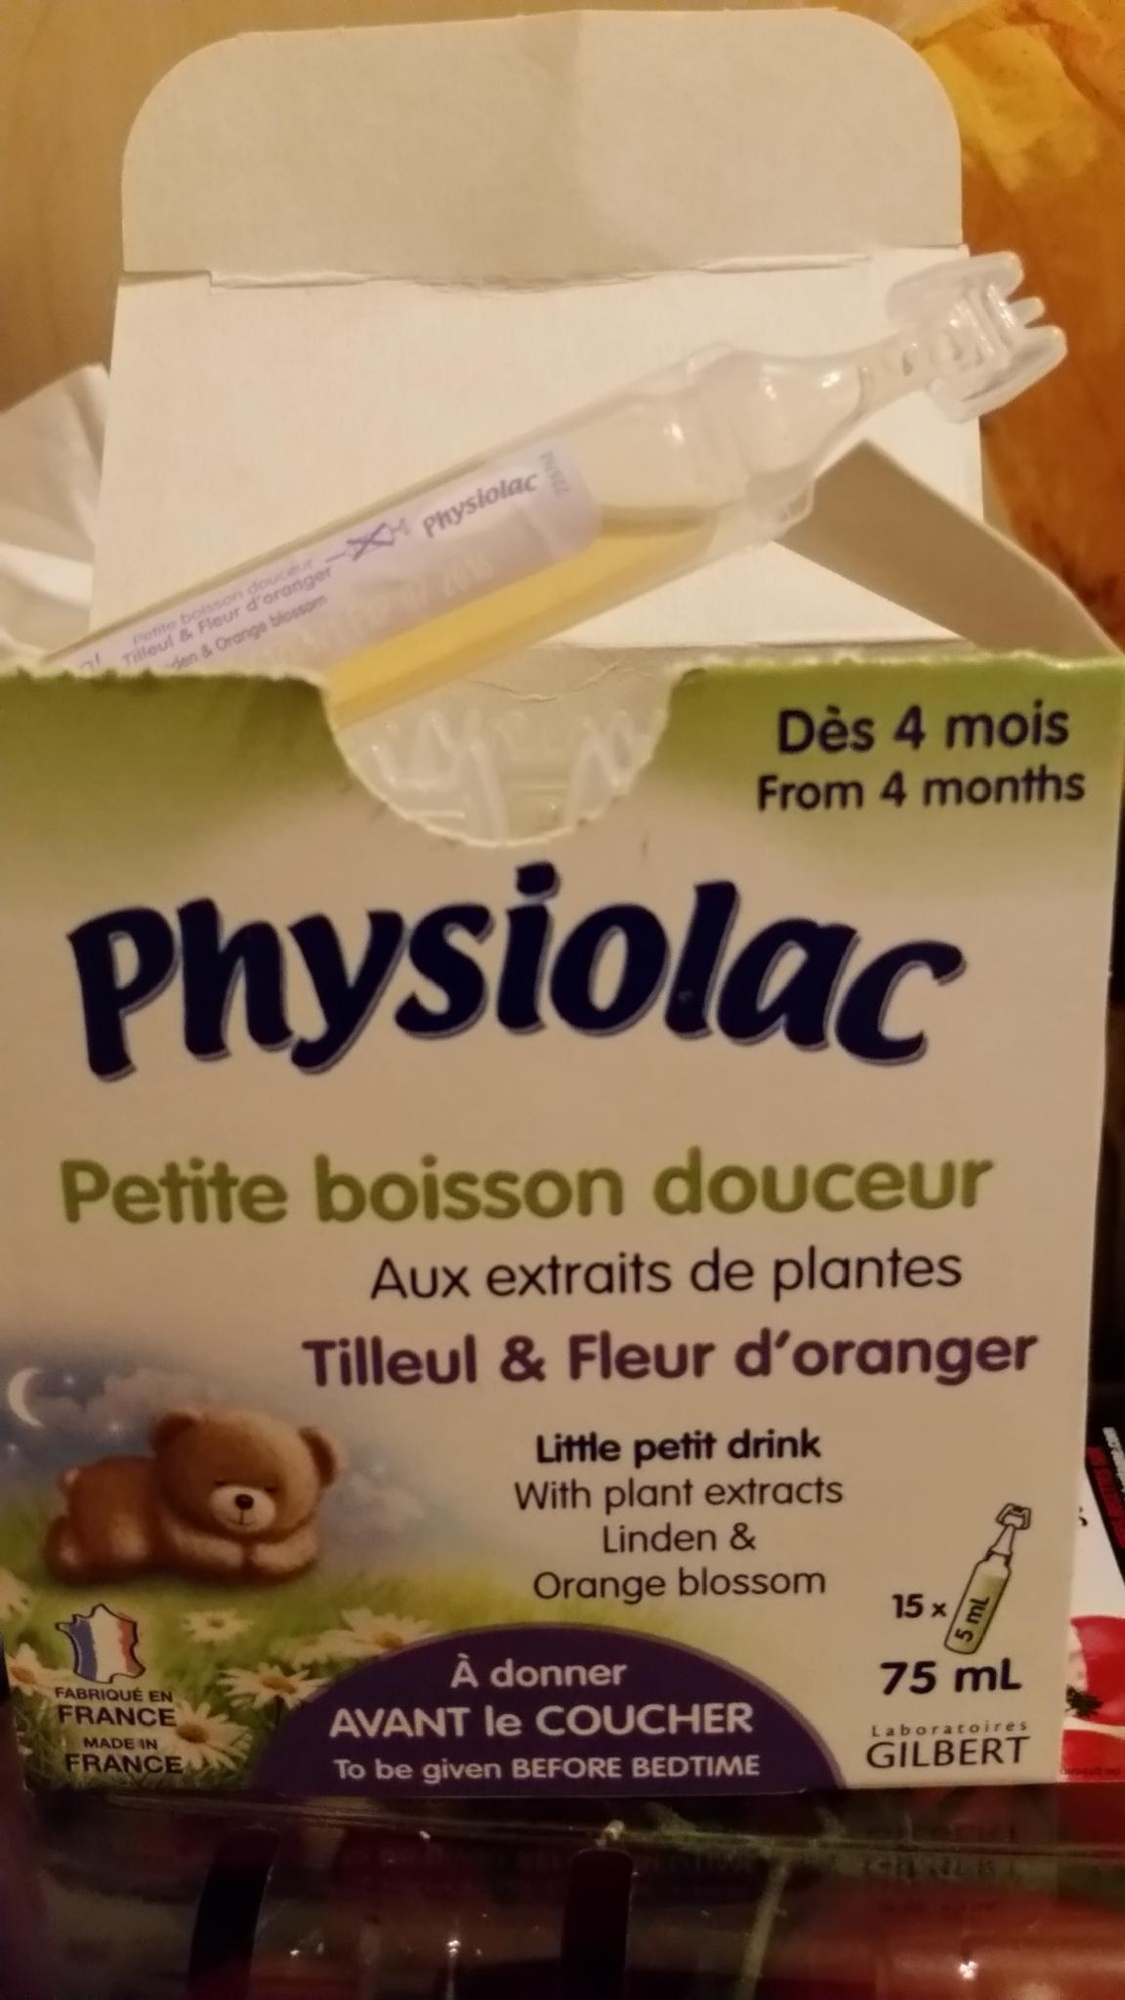 Physiolac
Petite boisson douceur
Tilleul & Fleur d'oranger
& Orange blossom
Dès 4 mois
From 4 months
Physiolac
Petite boisson douceur
Aux extraits de plantes
Tilleul & Fleur d'oranger
Little petit drink
With plant extracts
Linden &
Orange blossom
15 x
5 mL
75 mL
FABRIQUÉ EN
FRANCE
MADE IN
FRANCE
À donner
AVANT le COUCHER
To be given BEFORE BEDTIME
Laboratoires
GILBERT